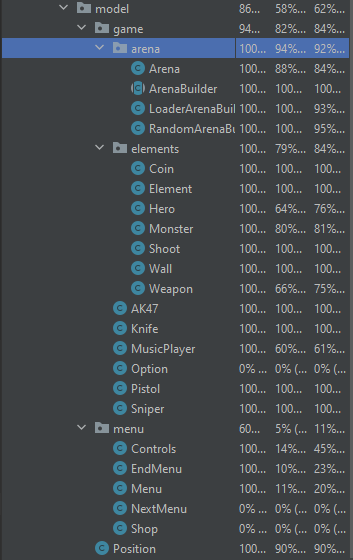 model 86... 58%... 62%...
game 94... 82%... 84%...
arena 100... 94%... 92%...
Arena 100... 88%... 84%...
ArenaBuilder 100... 100... 100...
LoaderArenaBuil 100... 100... 93%...
RandomArenaBu 100... 100... 95%...
elements 100... 79%... 84%...
Coin 100... 100... 100...
Element 100... 100... 100...
Hero 100... 64%... 76%...
Monster 100... 80%... 81%...
Shoot 100... 100... 100...
Wall 100... 100... 100...
Weapon 100... 66%... 75%...
AK47 100... 100... 100...
Knife 100... 100... 100...
MusicPlayer 100... 60%... 61%...
Option 0% ... 0% (... 0% (...
Pistol 100... 100... 100...
Sniper 100... 100... 100...
menu 60... 5% (... 11%...
Controls 100... 14%... 45%...
EndMenu 100... 10%... 23%...
Menu 100... 11%... 20%...
NextMenu 0% ... 0% (... 0% (...
Shop 0% ... 0% (... 0% (...
Position 100... 90%... 90%...